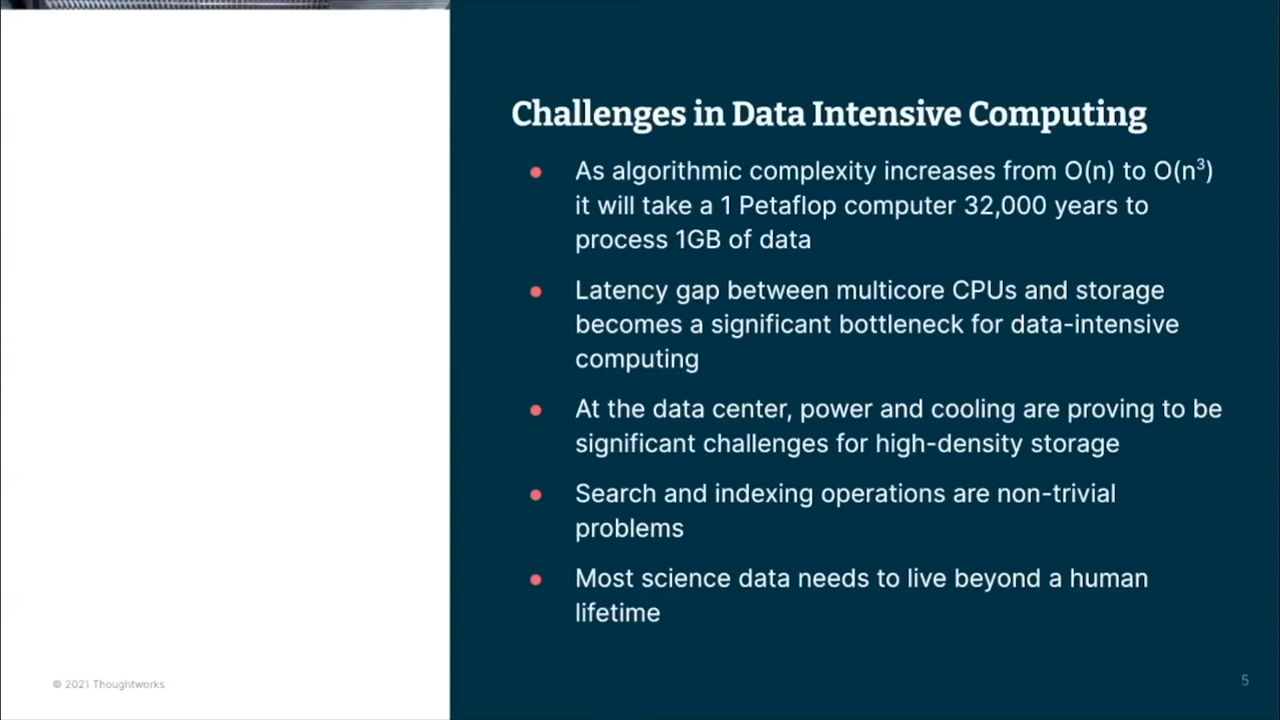 Challenges in Data Intensive Computing
● As algorithmic complexity increases from O(n) to O(n³)
it will take a 1 Petaflop computer 32,000 years to
process 1GB of data
● Latency gap between multicore CPUs and storage
becomes a significant bottleneck for data-intensive
computing
● At the data center, power and cooling are proving to be
significant challenges for high-density storage
● Search and indexing operations are non-trivial
problems
● Most science data needs to live beyond a human
lifetime
© 2021 Thoughtworks
5